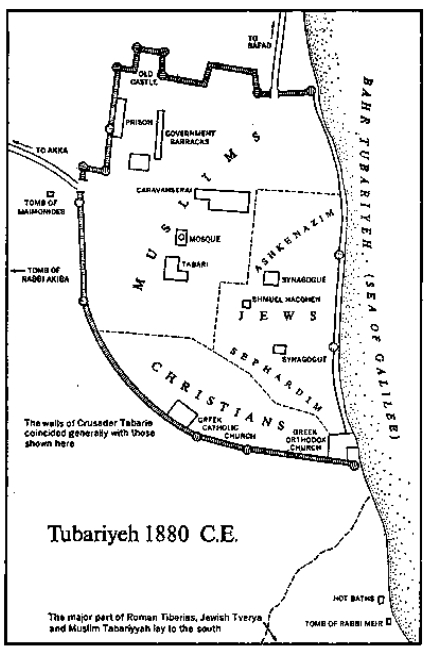 TO
SAFAD
OLD
CASTLE
PRISON
GOVERNMENT
BARRACKS
TO AKKA
MUSLIMS
CARAVANSERAI
TOMB OF
MAIMONIDES
MOSQUE
TABARI
TOMB OF
RABBI AKIBA
ASHKENAZIM
SYNAGOGUE
SHMUEL HACOHEN
JEWS
SYNAGOGUE
SEPHARDIM
CHRISTIANS
GREEK
CATHOLIC
CHURCH
GREEK
ORTHODOX
CHURCH
BAHR TUBARIYEH (SEA OF GALILEE)
The walls of Crusader Tabarie
coincided generally with those
shown here
Tubariyeh 1880 C.E.
HOT BATHS
TOMB OF RABBI MEIR
The major part of Roman Tiberias, Jewish Tverya
and Muslim Tabariyyah lay to the south